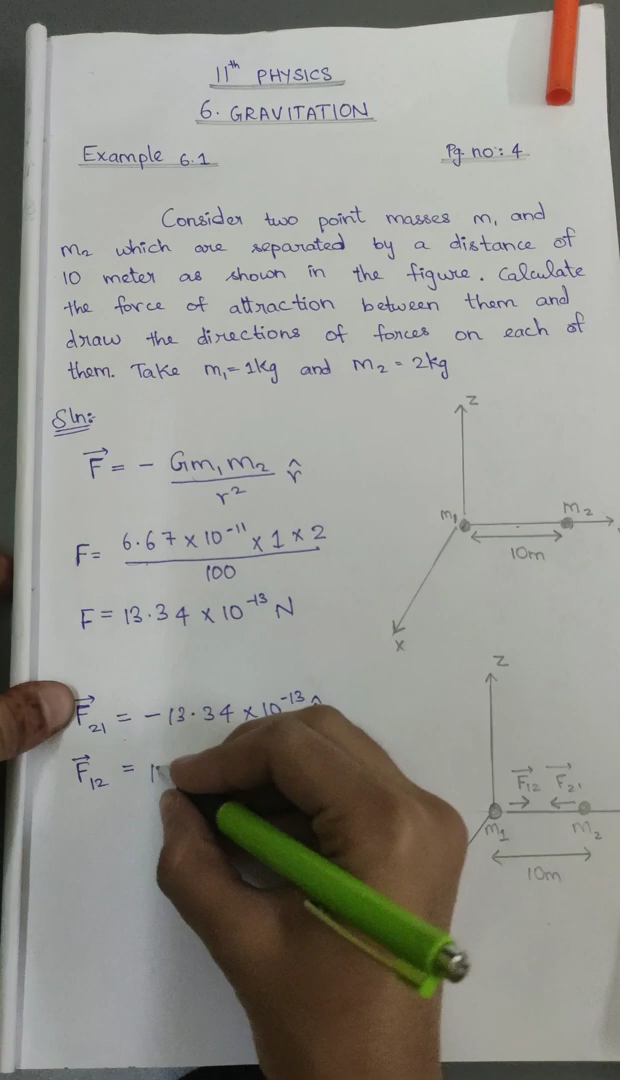 11th PHYSICS
6. GRAVITATION
Example 6.1
Pg no: 4
Consider two point masses m₁ and
m₂ which are separated by a distance of
10 meter as shown in the figure. Calculate
the force of attraction between them and
draw the directions of forces on each of
them. Take m₁ = 1kg and m₂ = 2kg
Sln:
F⃗ = - Gm₁m₂ / r² r̂
F = 6.67 × 10⁻¹¹ × 1 × 2 / 100
F = 13.34 × 10⁻¹³ N
Z
m₁
m₂
10m
X
F⃗₂₁ = -13.34 × 10⁻¹³
F⃗₁₂ = 1
Z
F⃗₁₂ F⃗₂₁
m₁ m₂
10m